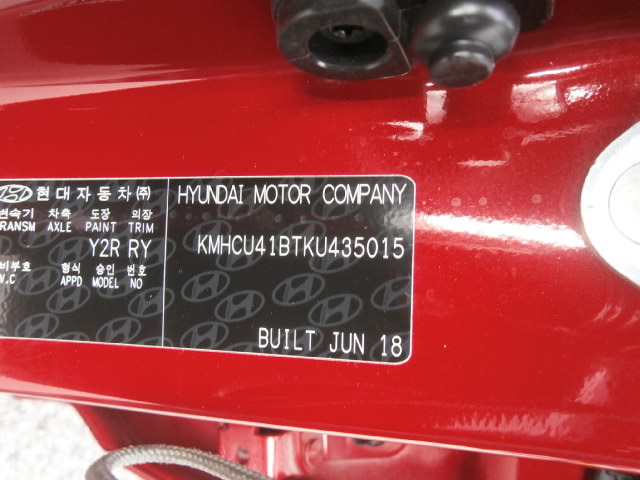 현대자동차(주)
변속기 차축 도장 외장
TRANSM AXLE PAINT TRIM
Y2R RY
형식 승인 번호
APPD MODEL NO
HYUNDAI MOTOR COMPANY
KMHCU41BTKU435015
BUILT JUN 18